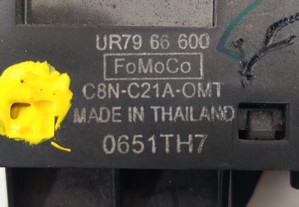 UR79 66 600
FoMoCo
C8N-C21A-OMT
MADE IN THAILAND
0651TH7